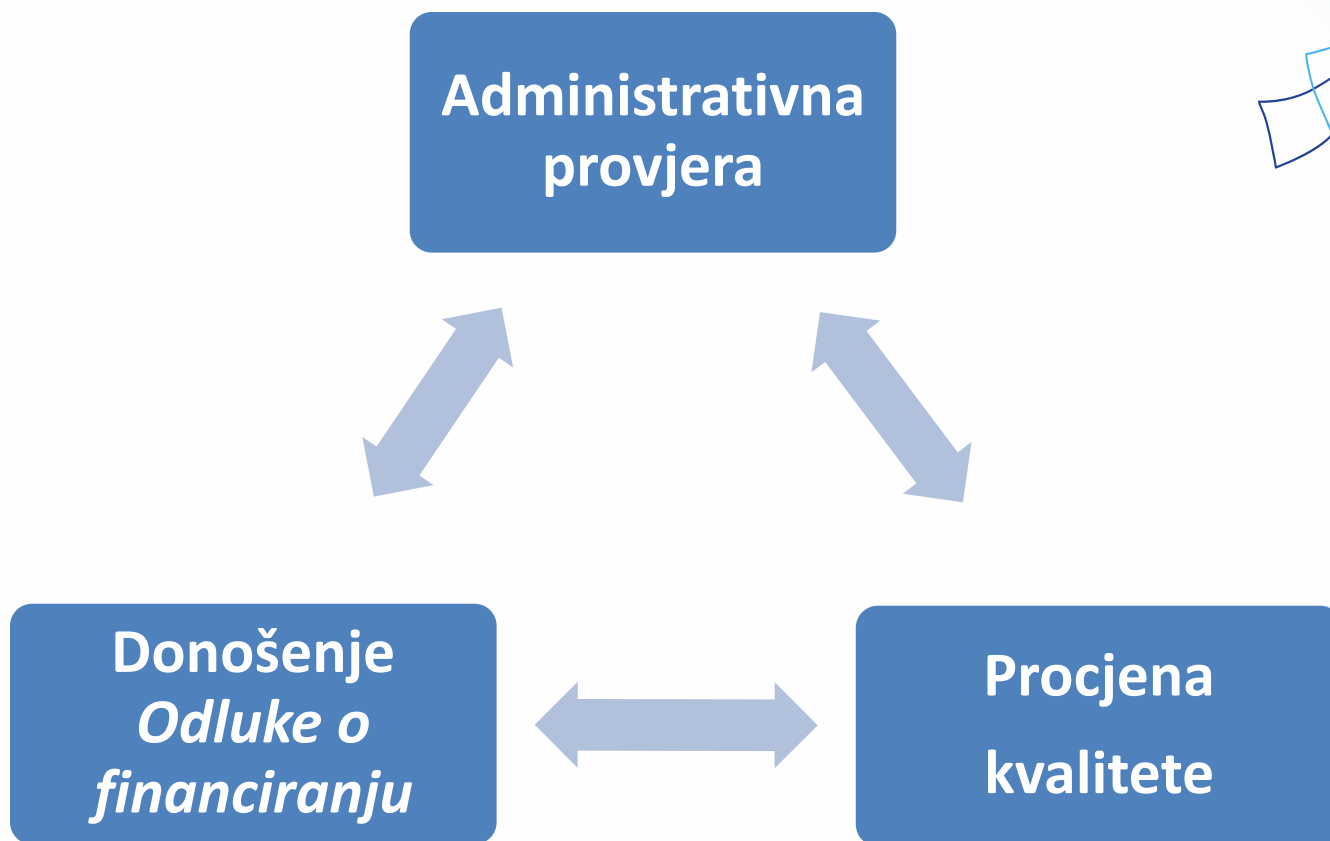 Administrativna
provjera
Donošenje
Odluke o
financiranju
Procjena
kvalitete